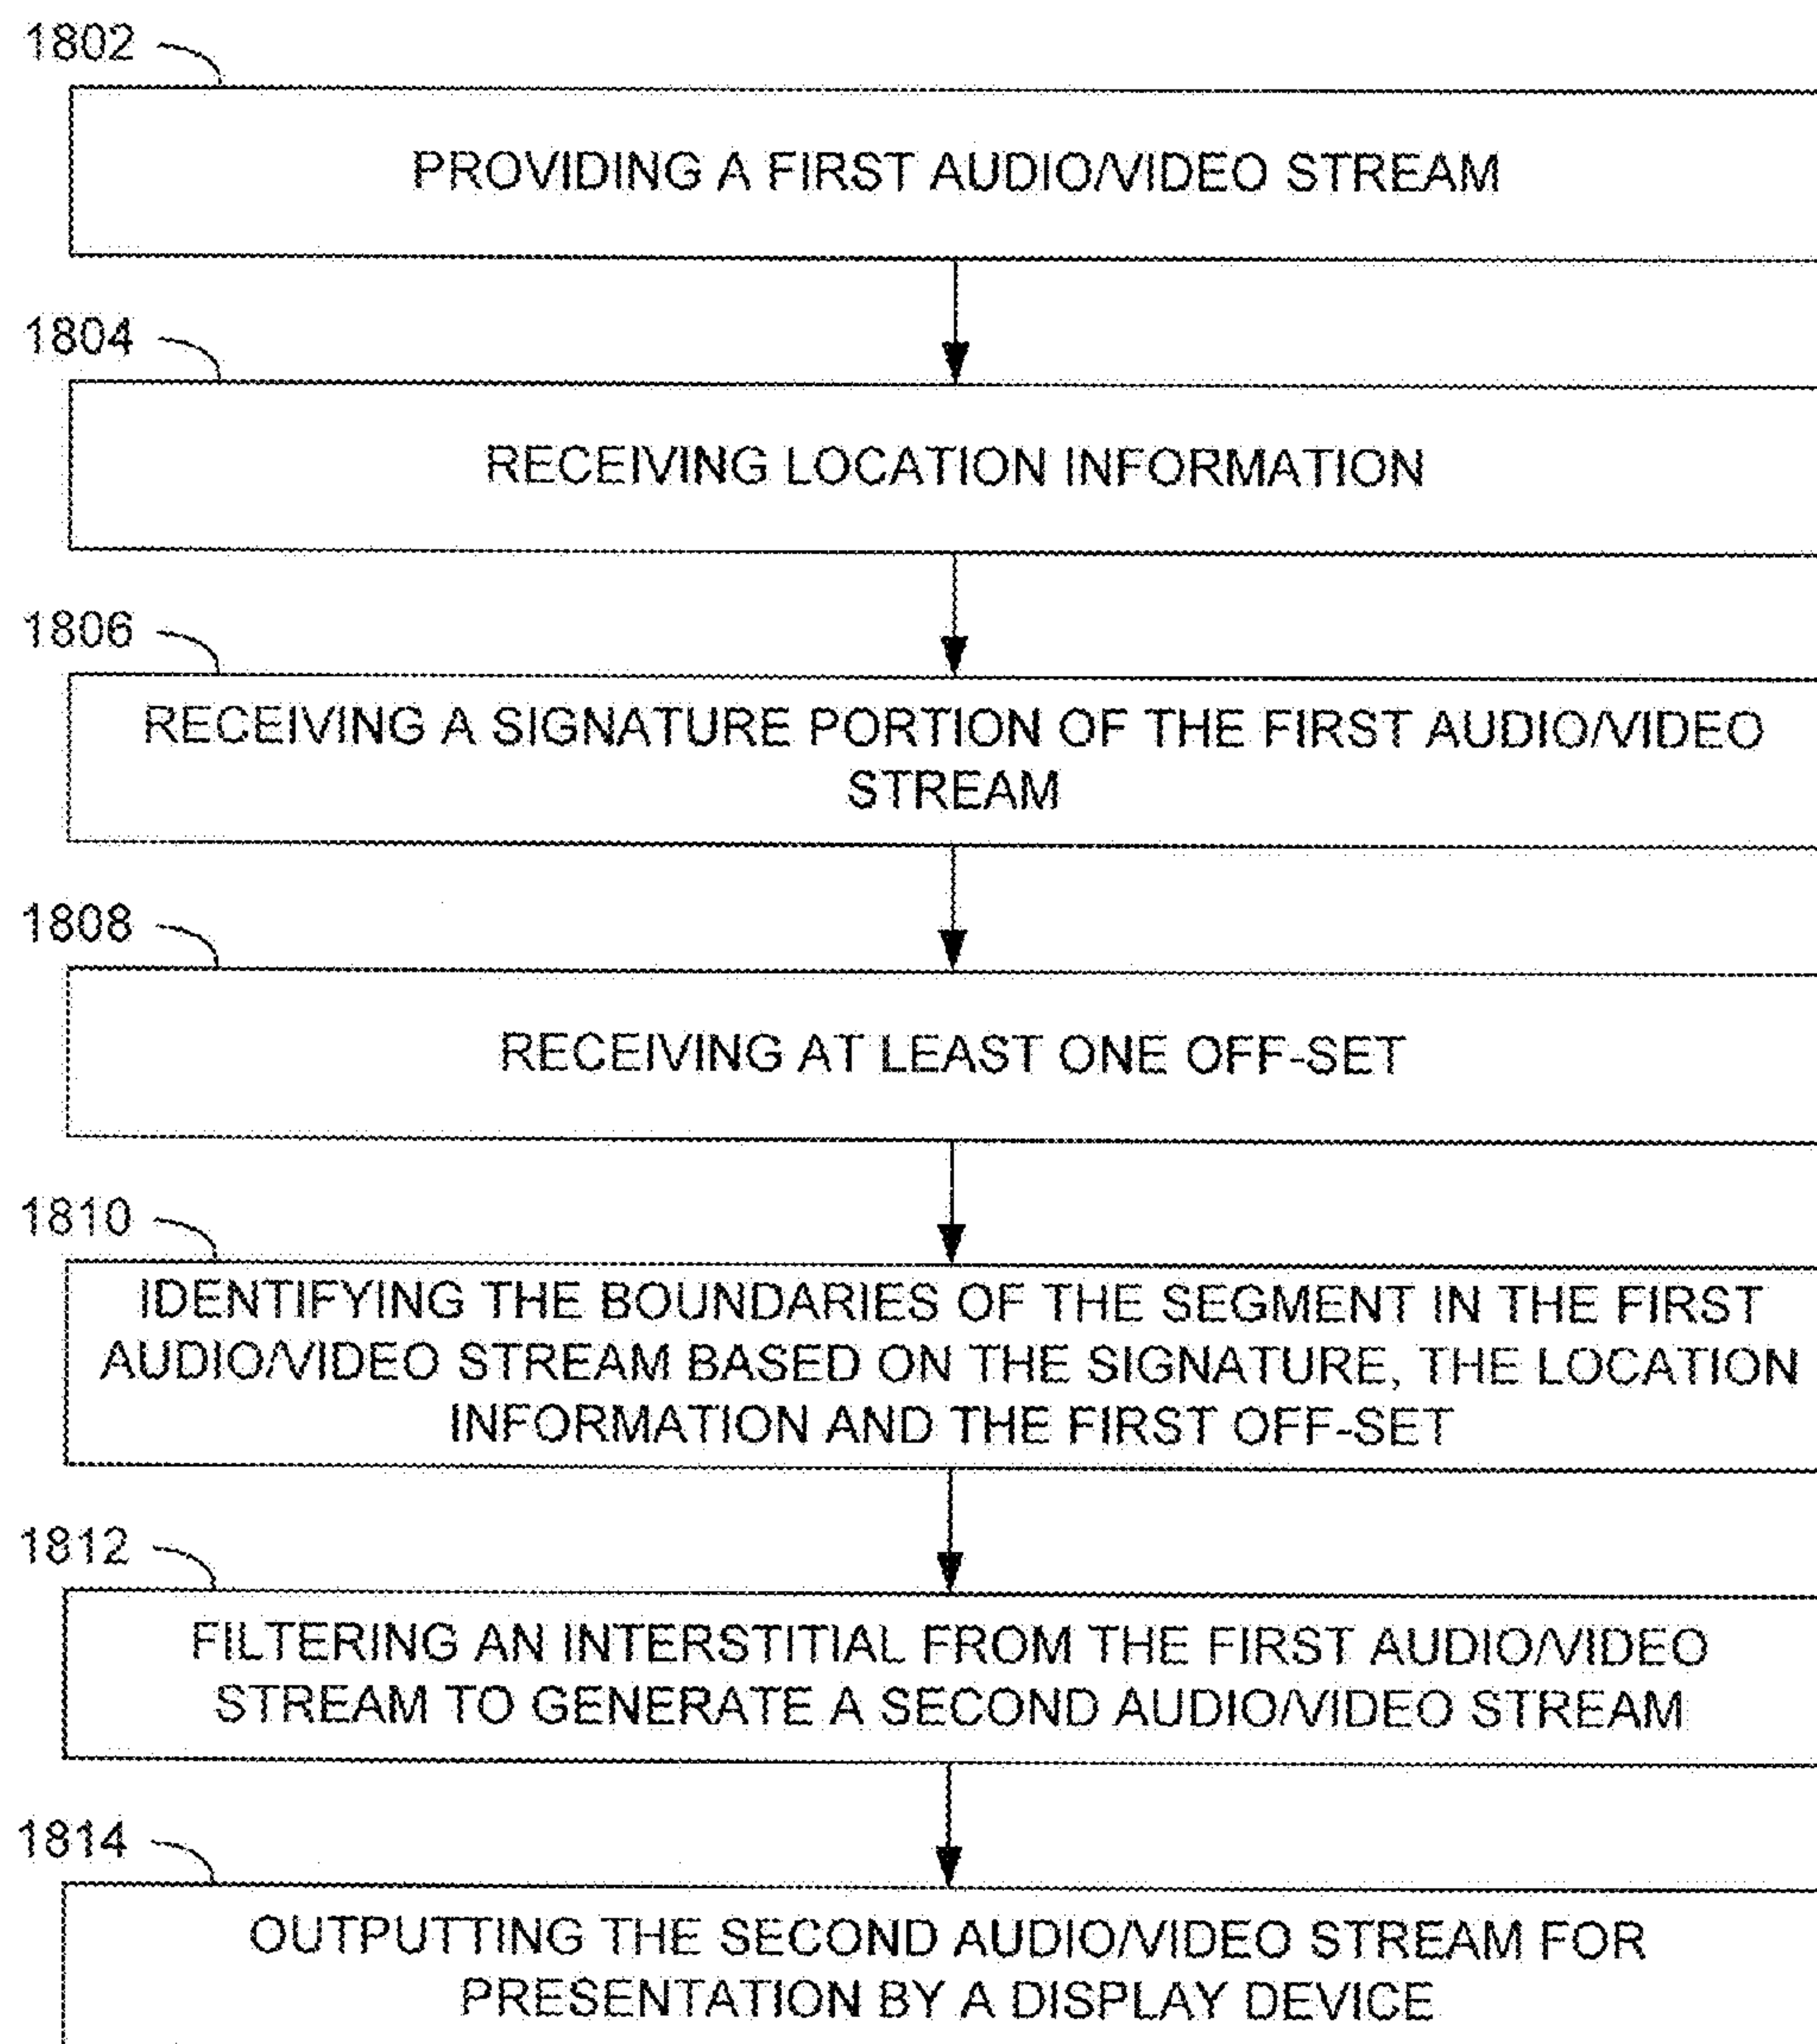 1802
PROVIDING A FIRST AUDIO/VIDEO STREAM
1804
RECEIVING LOCATION INFORMATION
1806
RECEIVING A SIGNATURE PORTION OF THE FIRST AUDIO/VIDEO
STREAM
1808
RECEIVING AT LEAST ONE OFF-SET
1810
IDENTIFYING THE BOUNDARIES OF THE SEGMENT IN THE FIRST
AUDIO/VIDEO STREAM BASED ON THE SIGNATURE, THE LOCATION
INFORMATION AND THE FIRST OFF-SET
1812
FILTERING AN INTERSTITIAL FROM THE FIRST AUDIO/VIDEO
STREAM TO GENERATE A SECOND AUDIO/VIDEO STREAM
1814
OUTPUTTING THE SECOND AUDIO/VIDEO STREAM FOR
PRESENTATION BY A DISPLAY DEVICE